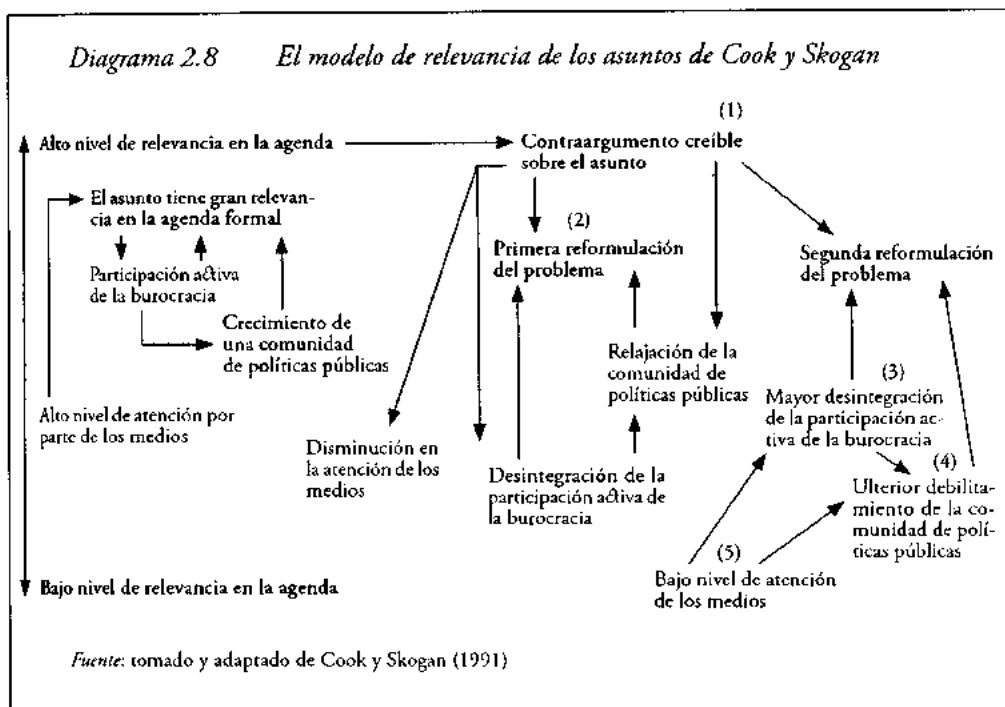 Diagrama 2.8 El modelo de relevancia de los asuntos de Cook y Skogan
(1)
Alto nivel de relevancia en la agenda
Contraargumento creíble
sobre el asunto
El asunto tiene gran relevan-
cia en la agenda formal
Participación activa
de la burocracia
Crecimiento de
una comunidad
de políticas públicas
Alto nivel de atención por
parte de los medios
(2)
Primera reformulación
del problema
Segunda reformulación
del problema
Relajación de la
comunidad de
políticas públicas
(3)
Mayor desintegración
de la participación ac-
tiva de la burocracia
Disminución en
la atención de los
medios
Desintegración de la
participación activa de
la burocracia
(4)
Ulterior debilita-
miento de la co-
munidad de polí-
ticas públicas
(5)
Bajo nivel de atención
de los medios
Bajo nivel de relevancia en la agenda
Fuente: tomado y adaptado de Cook y Skogan (1991)